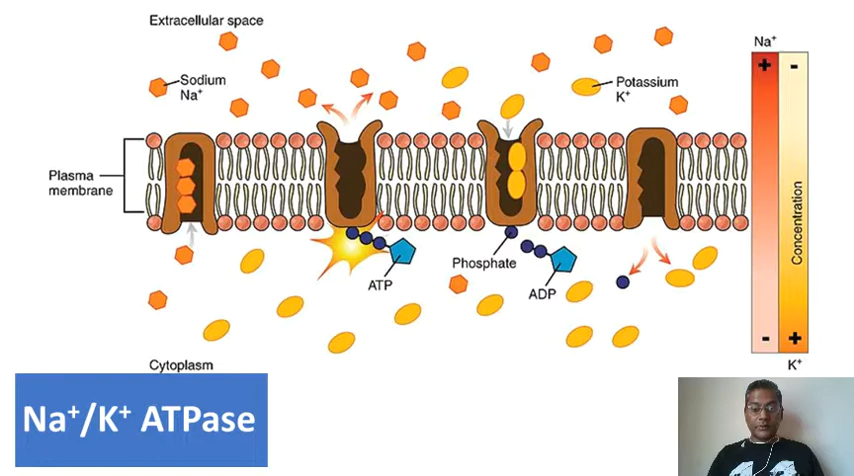 Extracellular space
Na⁺
+ -
Sodium
Na⁺
Potassium
K⁺
Plasma
membrane
Concentration
Phosphate
ATP
ADP
- +
Cytoplasm
K⁺
Na⁺/K⁺ ATPase